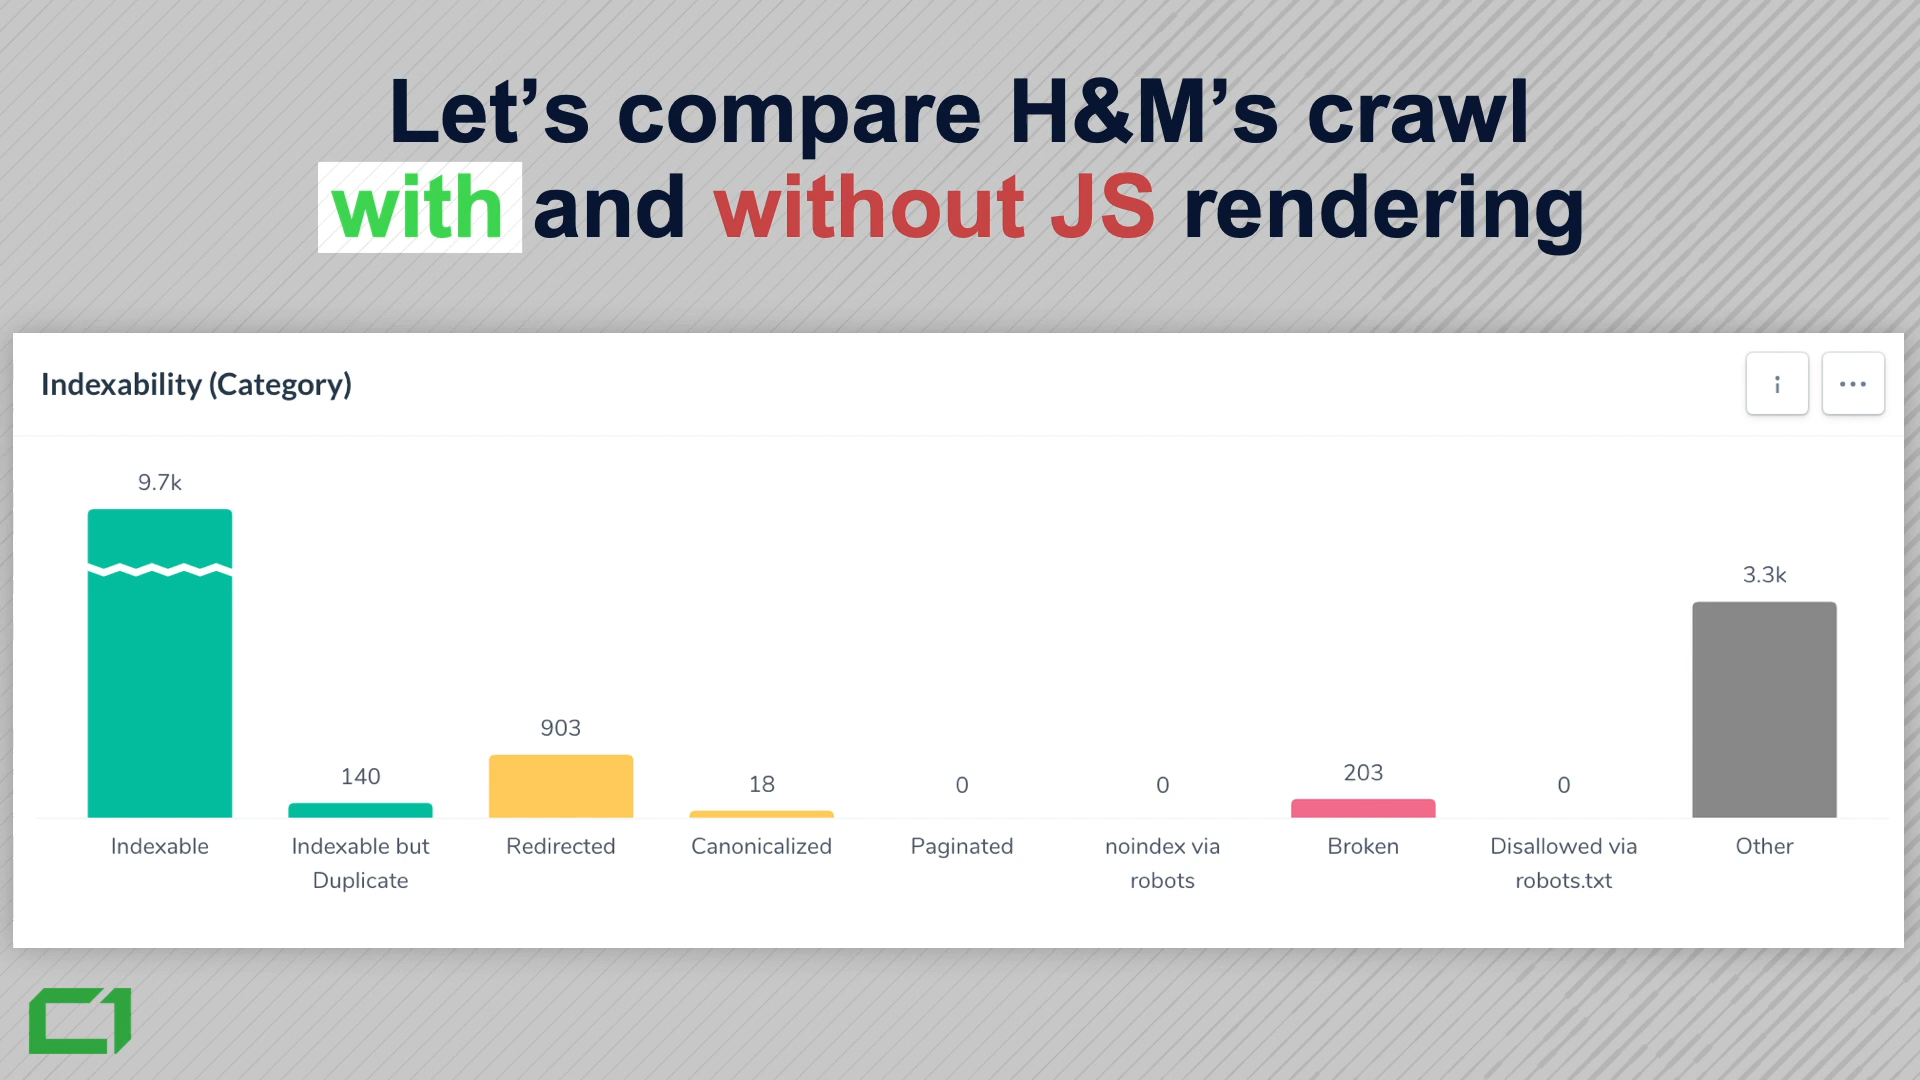 Let’s compare H&M’s crawl
with and without JS rendering
Indexability (Category)
9.7k
140
903
18
0
0
203
0
3.3k
Indexable
Indexable but
Duplicate
Redirected
Canonicalized
Paginated
noindex via
robots
Broken
Disallowed via
robots.txt
Other